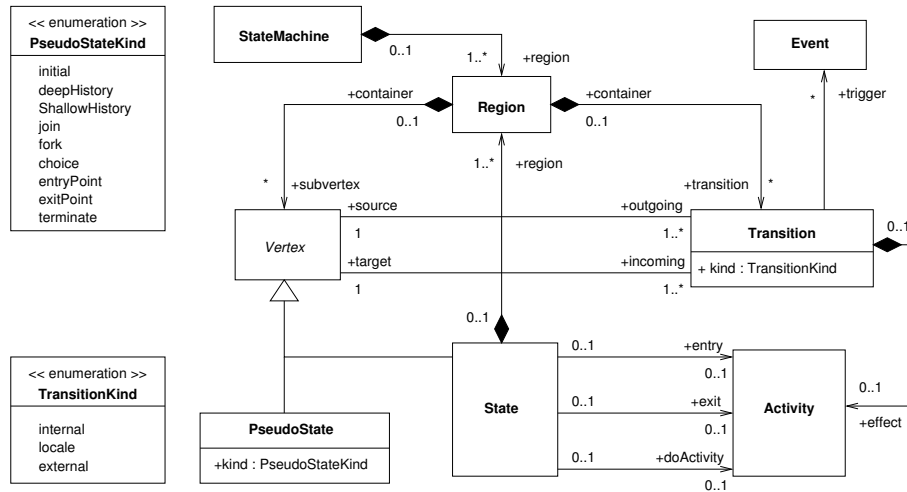 << enumeration >>
PseudoStateKind
initial
deepHistory
ShallowHistory
join
fork
choice
entryPoint
exitPoint
terminate
StateMachine
0..1
1..*
+region
Event
+trigger
*
+container
0..1
Region
+container
0..1
1..*
+region
*
+subvertex
+transition
*
Vertex
+source
1
+outgoing
1..*
+target
1
+incoming
1..*
Transition
+ kind : TransitionKind
0..1
<< enumeration >>
TransitionKind
internal
locale
external
PseudoState
+kind : PseudoStateKind
0..1
State
0..1
+entry
0..1
0..1
+exit
0..1
0..1
+doActivity
0..1
Activity
0..1
+effect